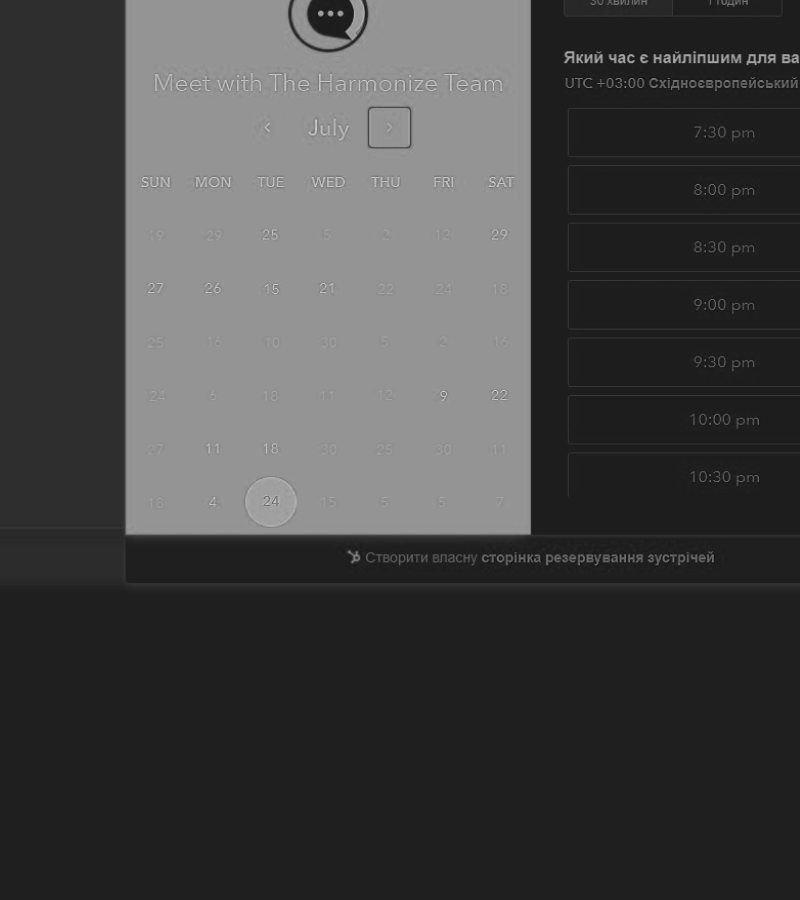 30 хвилин 1 годин
Meet with The Harmonize Team
July
SUN MON TUE WED THU FRI SAT
19 29 25 5 2 12 29
27 26 15 21 22 24 18
25 16 10 30 5 2 16
24 6 18 11 12 9 22
27 11 18 30 25 30 11
18 4 24 15 5 5 7
Який час є найліпшим для ва
UTC +03:00 Східноєвропейський
7:30 pm
8:00 pm
8:30 pm
9:00 pm
9:30 pm
10:00 pm
10:30 pm
Створити власну сторінка резервування зустрічей